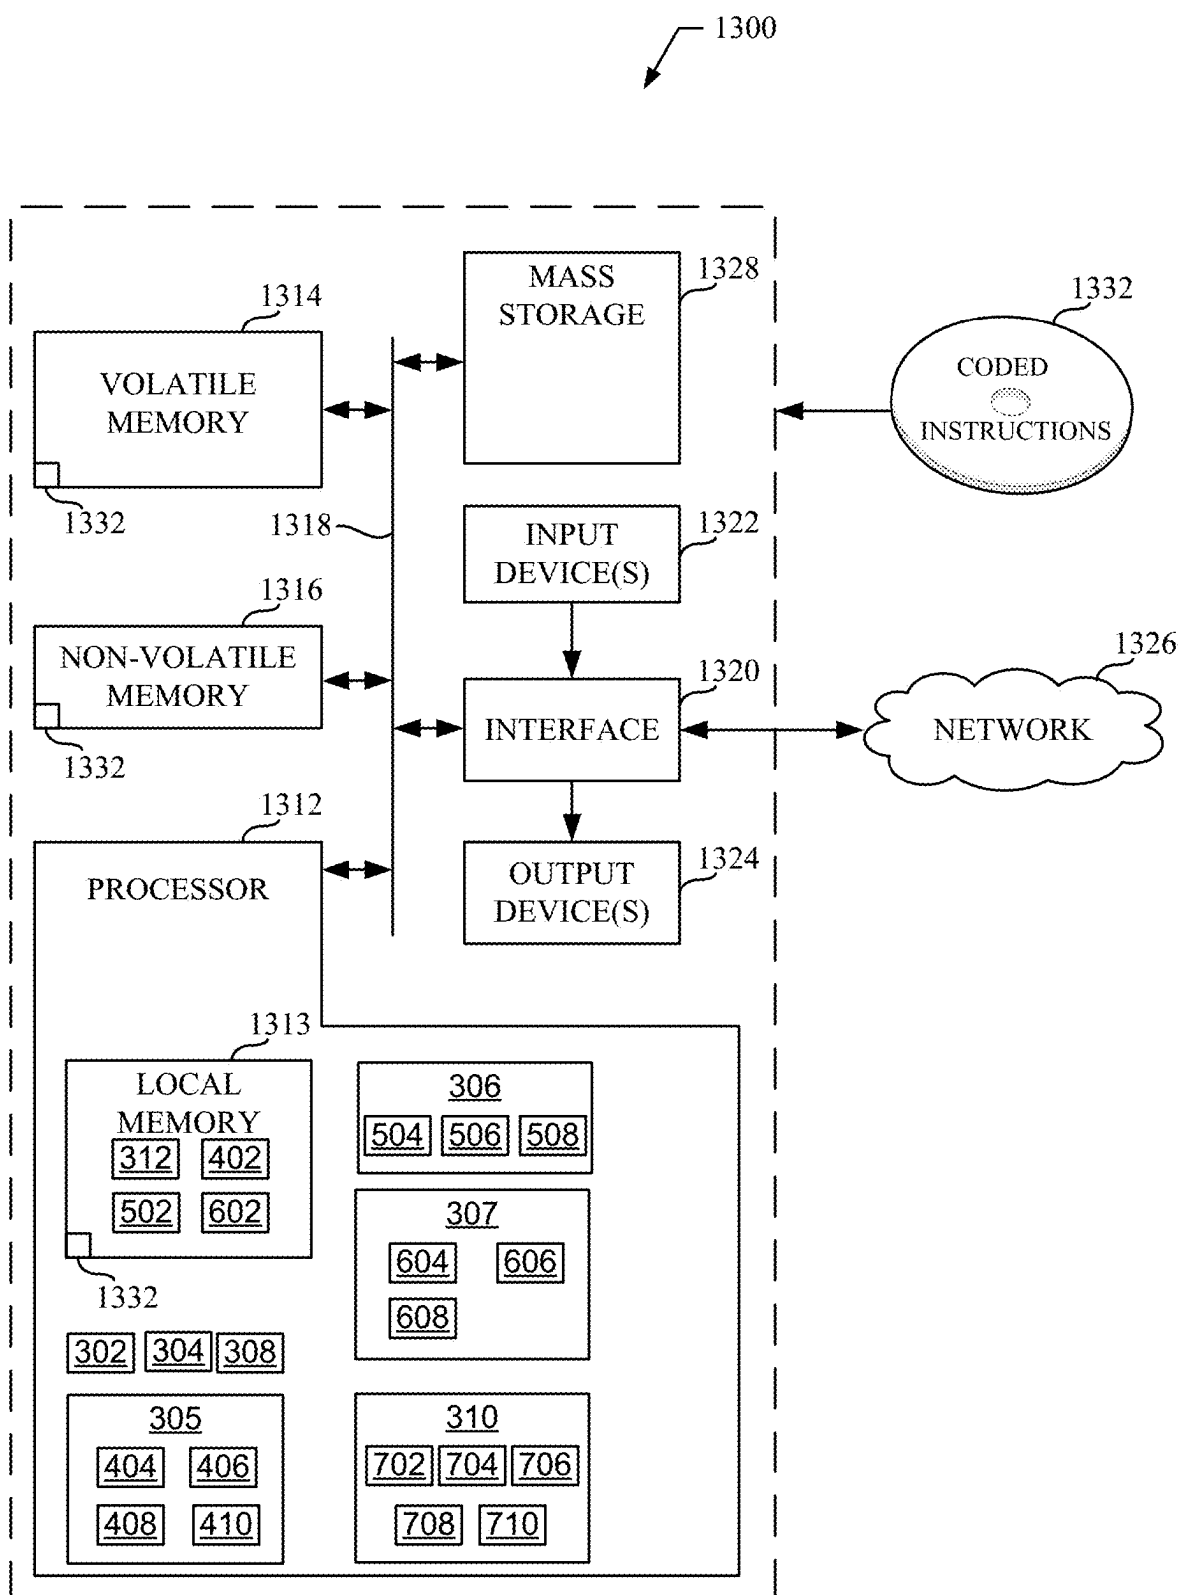 1300
MASS
STORAGE
1328
1314
VOLATILE
MEMORY
1332
1332
CODED
INSTRUCTIONS
1318
INPUT
DEVICE(S)
1322
1316
NON-VOLATILE
MEMORY
1332
INTERFACE
1320
1326
NETWORK
1312
PROCESSOR
OUTPUT
DEVICE(S)
1324
1313
LOCAL
MEMORY
312 402
502 602
1332
306
504 506 508
307
604 606
608
302 304 308
305
404 406
408 410
310
702 704 706
708 710